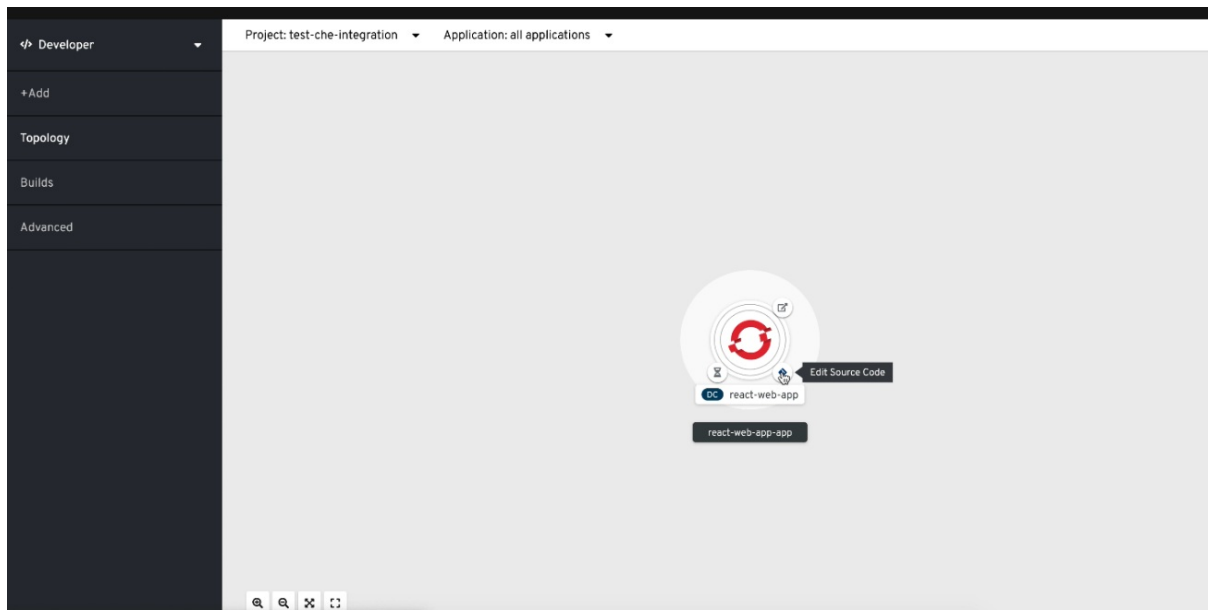 </> Developer
Project: test-che-integration
Application: all applications
+Add
Topology
Builds
Advanced
Edit Source Code
DC react-web-app
react-web-app-app